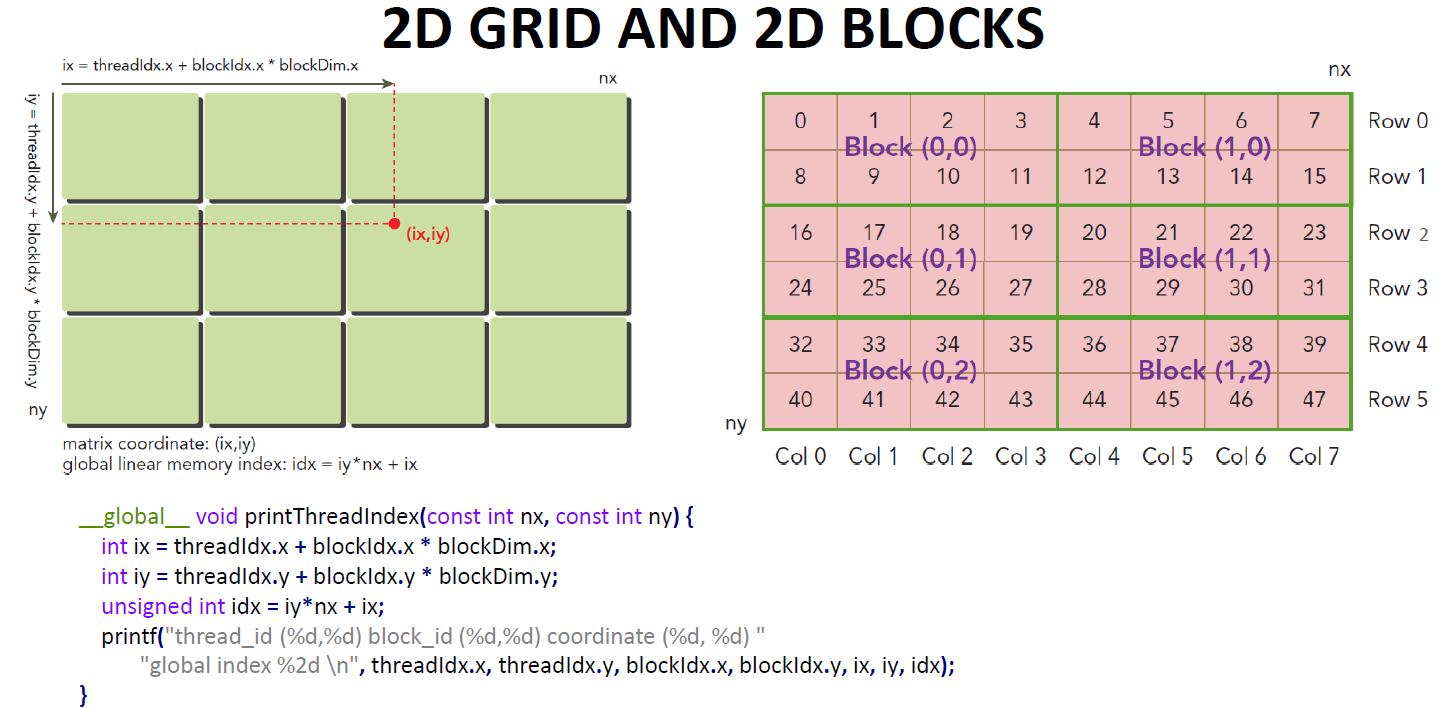 2D GRID AND 2D BLOCKS
ix = threadIdx.x + blockIdx.x * blockDim.x
nx
iy = threadIdx.y + blockIdx.y * blockDim.y
(ix,iy)
ny
matrix coordinate: (ix,iy)
global linear memory index: idx = iy*nx + ix
nx
0 1 2 3 4 5 6 7 Row 0
Block (0,0) Block (1,0)
8 9 10 11 12 13 14 15 Row 1
16 17 18 19 20 21 22 23 Row 2
Block (0,1) Block (1,1)
24 25 26 27 28 29 30 31 Row 3
32 33 34 35 36 37 38 39 Row 4
Block (0,2) Block (1,2)
40 41 42 43 44 45 46 47 Row 5
ny
Col 0 Col 1 Col 2 Col 3 Col 4 Col 5 Col 6 Col 7
__global__ void printThreadIndex(const int nx, const int ny) {
int ix = threadIdx.x + blockIdx.x * blockDim.x;
int iy = threadIdx.y + blockIdx.y * blockDim.y;
unsigned int idx = iy*nx + ix;
printf("thread_id (%d,%d) block_id (%d,%d) coordinate (%d, %d) "
"global index %2d \n", threadIdx.x, threadIdx.y, blockIdx.x, blockIdx.y, ix, iy, idx);
}